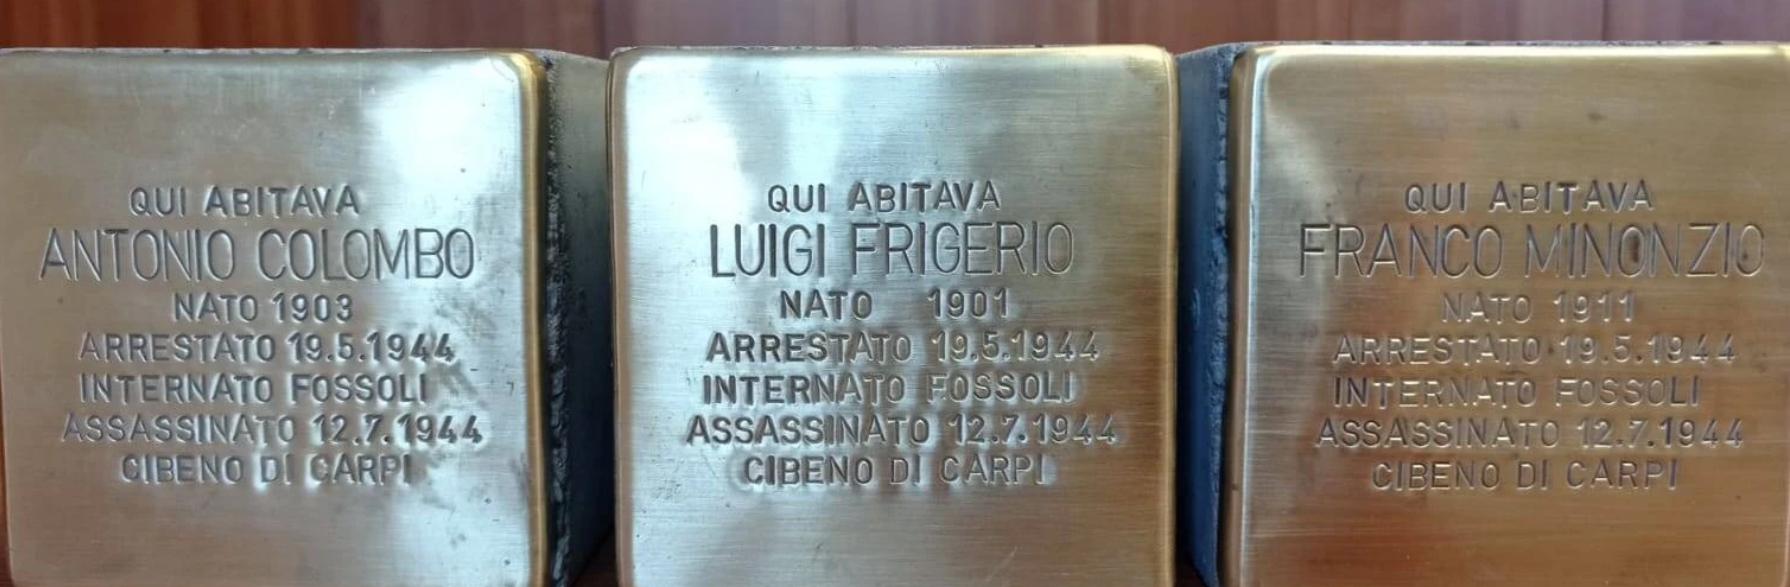 QUI ABITAVA
ANTONIO COLOMBO
NATO 1903
ARRESTATO 19.5.1944
INTERNATO FOSSOLI
ASSASSINATO 12.7.1944
CIBENO DI CARPI
QUI ABITAVA
LUIGI FRIGERIO
NATO 1901
ARRESTATO 19.5.1944
INTERNATO FOSSOLI
ASSASSINATO 12.7.1944
CIBENO DI CARPI
QUI ABITAVA
FRANCO MINONZIO
NATO 1911
ARRESTATO 19.5.1944
INTERNATO FOSSOLI
ASSASSINATO 12.7.1944
CIBENO DI CARPI